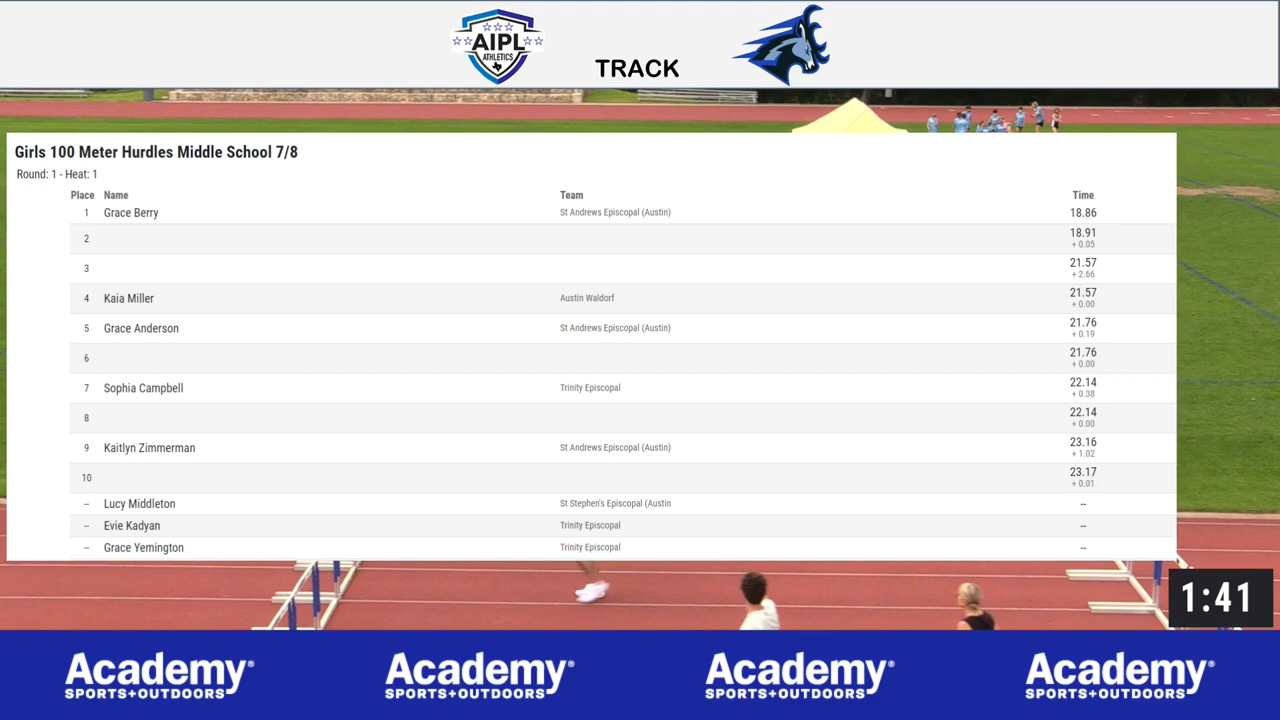 AIPL
ATHLETICS
TRACK
Girls 100 Meter Hurdles Middle School 7/8
Round: 1 - Heat: 1
Place Name Team Time
1 Grace Berry St Andrews Episcopal (Austin) 18.86
2 18.91
+ 0.05
3 21.57
+ 2.66
4 Kaia Miller Austin Waldorf 21.57
+ 0.00
5 Grace Anderson St Andrews Episcopal (Austin) 21.76
+ 0.19
6 21.76
+ 0.00
7 Sophia Campbell Trinity Episcopal 22.14
+ 0.38
8 22.14
+ 0.00
9 Kaitlyn Zimmerman St Andrews Episcopal (Austin) 23.16
+ 1.02
10 23.17
+ 0.01
-- Lucy Middleton St Stephen's Episcopal (Austin --
-- Evie Kadyan Trinity Episcopal --
-- Grace Yemington Trinity Episcopal --
1:41
Academy® Academy® Academy® Academy®
SPORTS+OUTDOORS SPORTS+OUTDOORS SPORTS+OUTDOORS SPORTS+OUTDOORS